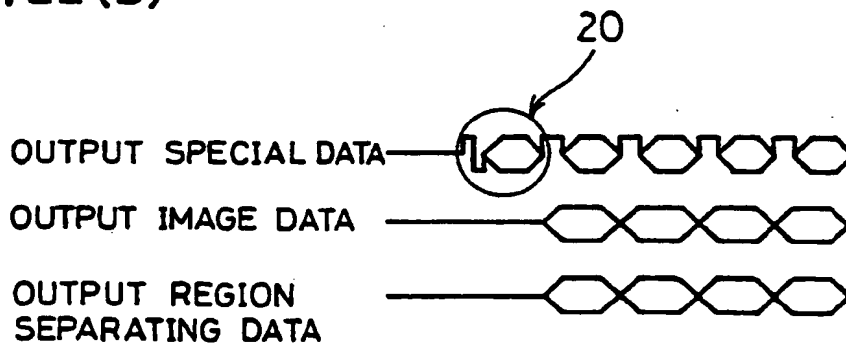 20
OUTPUT SPECIAL DATA
OUTPUT IMAGE DATA
OUTPUT REGION
SEPARATING DATA